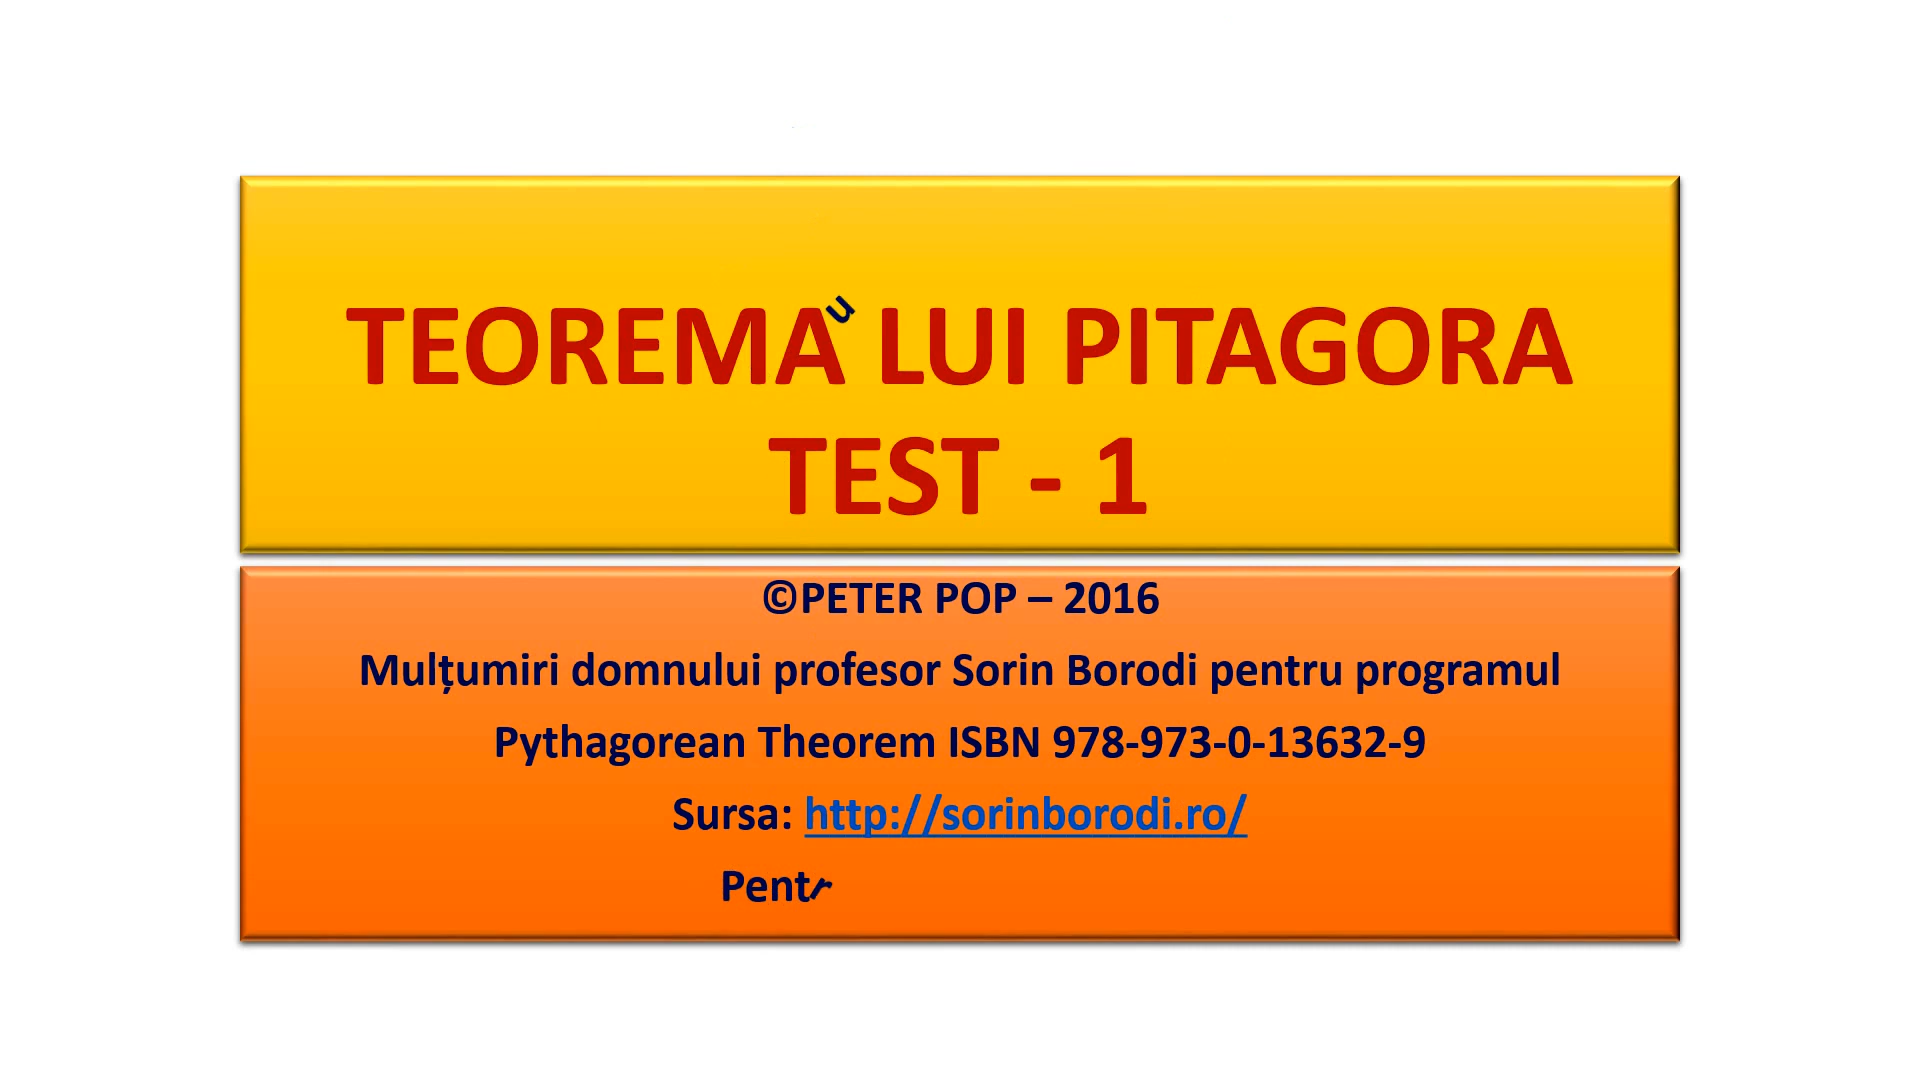 TEOREMA LUI PITAGORA
TEST - 1
©PETER POP – 2016
Mulțumiri domnului profesor Sorin Borodi pentru programul
Pythagorean Theorem ISBN 978-973-0-13632-9
Sursa: http://sorinborodi.ro/
Pentru